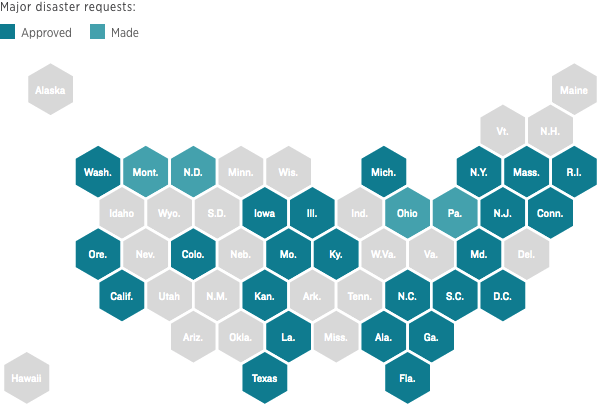 Major disaster requests:
Approved Made
Alaska Maine
Vt. N.H.
Wash. Mont. N.D. Minn. Wis. Mich. N.Y. Mass. R.I.
Idaho Wyo. S.D. Iowa Ill. Ind. Ohio Pa. N.J. Conn.
Ore. Nev. Colo. Neb. Mo. Ky. W.Va. Va. Md. Del.
Calif. Utah N.M. Kan. Ark. Tenn. N.C. S.C. D.C.
Ariz. Okla. La. Miss. Ala. Ga.
Hawaii Texas Fla.